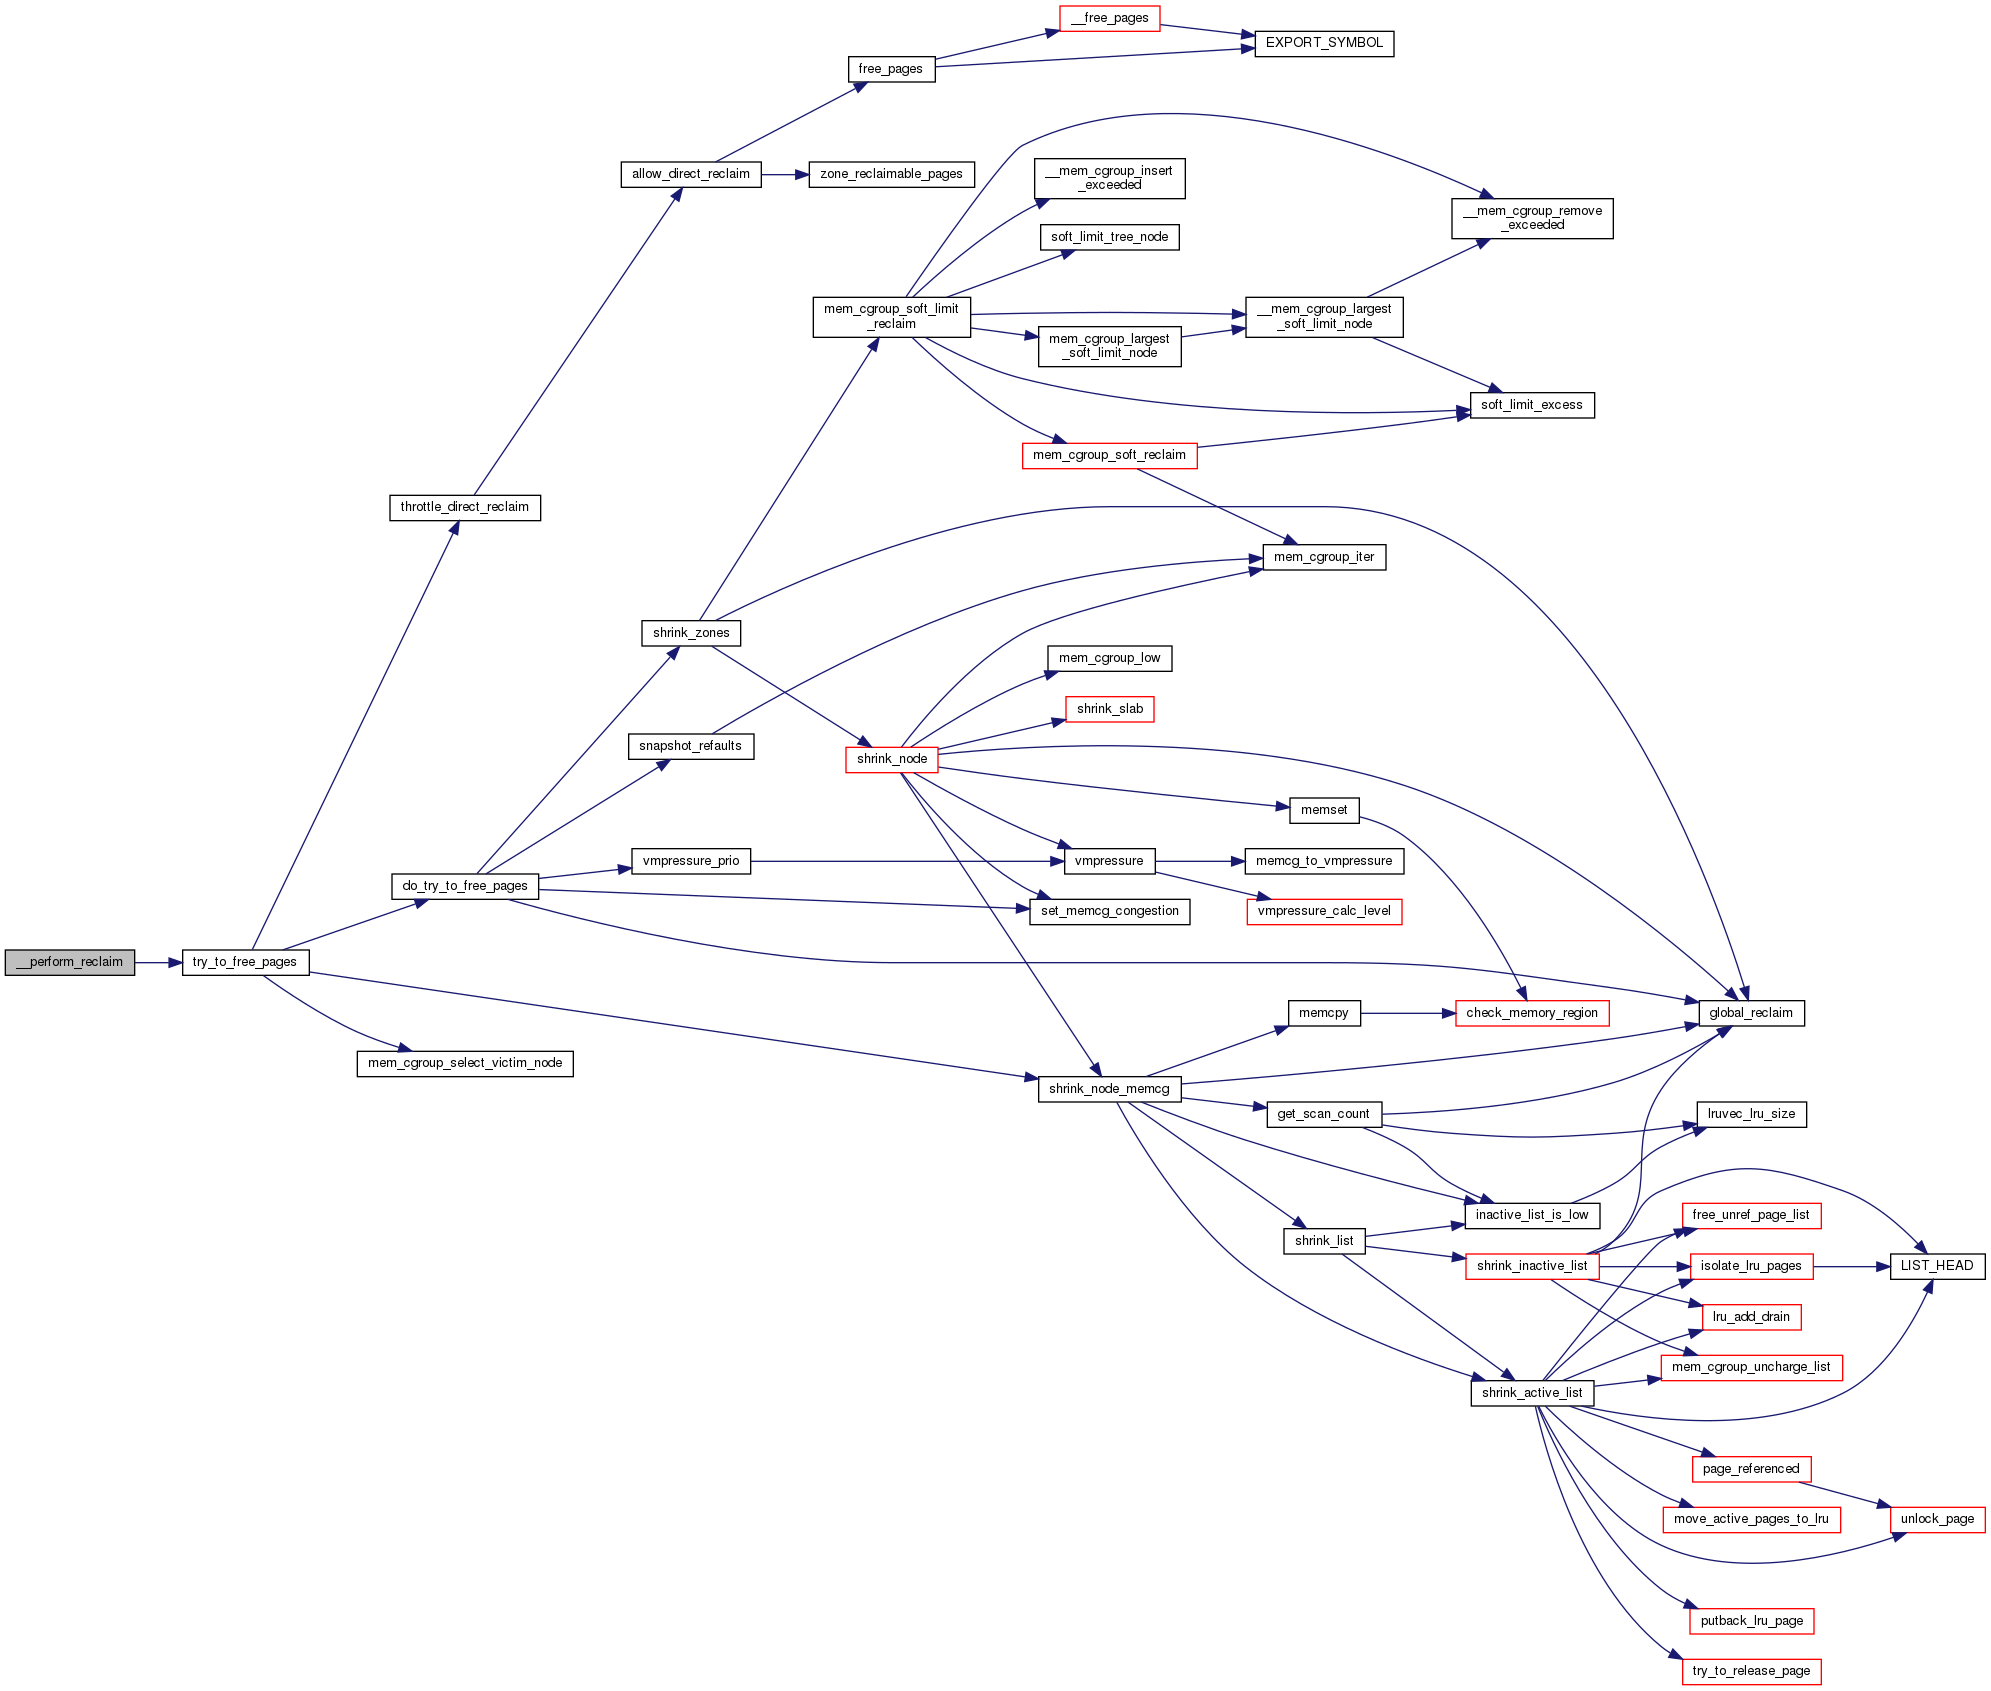 __free_pages
EXPORT_SYMBOL
free_pages
allow_direct_reclaim
zone_reclaimable_pages
__mem_cgroup_insert
_exceeded
__mem_cgroup_remove
_exceeded
soft_limit_tree_node
mem_cgroup_soft_limit
_reclaim
__mem_cgroup_largest
_soft_limit_node
mem_cgroup_largest
_soft_limit_node
soft_limit_excess
mem_cgroup_soft_reclaim
throttle_direct_reclaim
mem_cgroup_iter
shrink_zones
mem_cgroup_low
shrink_slab
snapshot_refaults
shrink_node
memset
vmpressure_prio
vmpressure
memcg_to_vmpressure
do_try_to_free_pages
set_memcg_congestion
vmpressure_calc_level
__perform_reclaim
try_to_free_pages
memcpy
check_memory_region
global_reclaim
mem_cgroup_select_victim_node
shrink_node_memcg
get_scan_count
lruvec_lru_size
inactive_list_is_low
free_unref_page_list
shrink_list
shrink_inactive_list
isolate_lru_pages
LIST_HEAD
lru_add_drain
mem_cgroup_uncharge_list
shrink_active_list
page_referenced
move_active_pages_to_lru
unlock_page
putback_lru_page
try_to_release_page